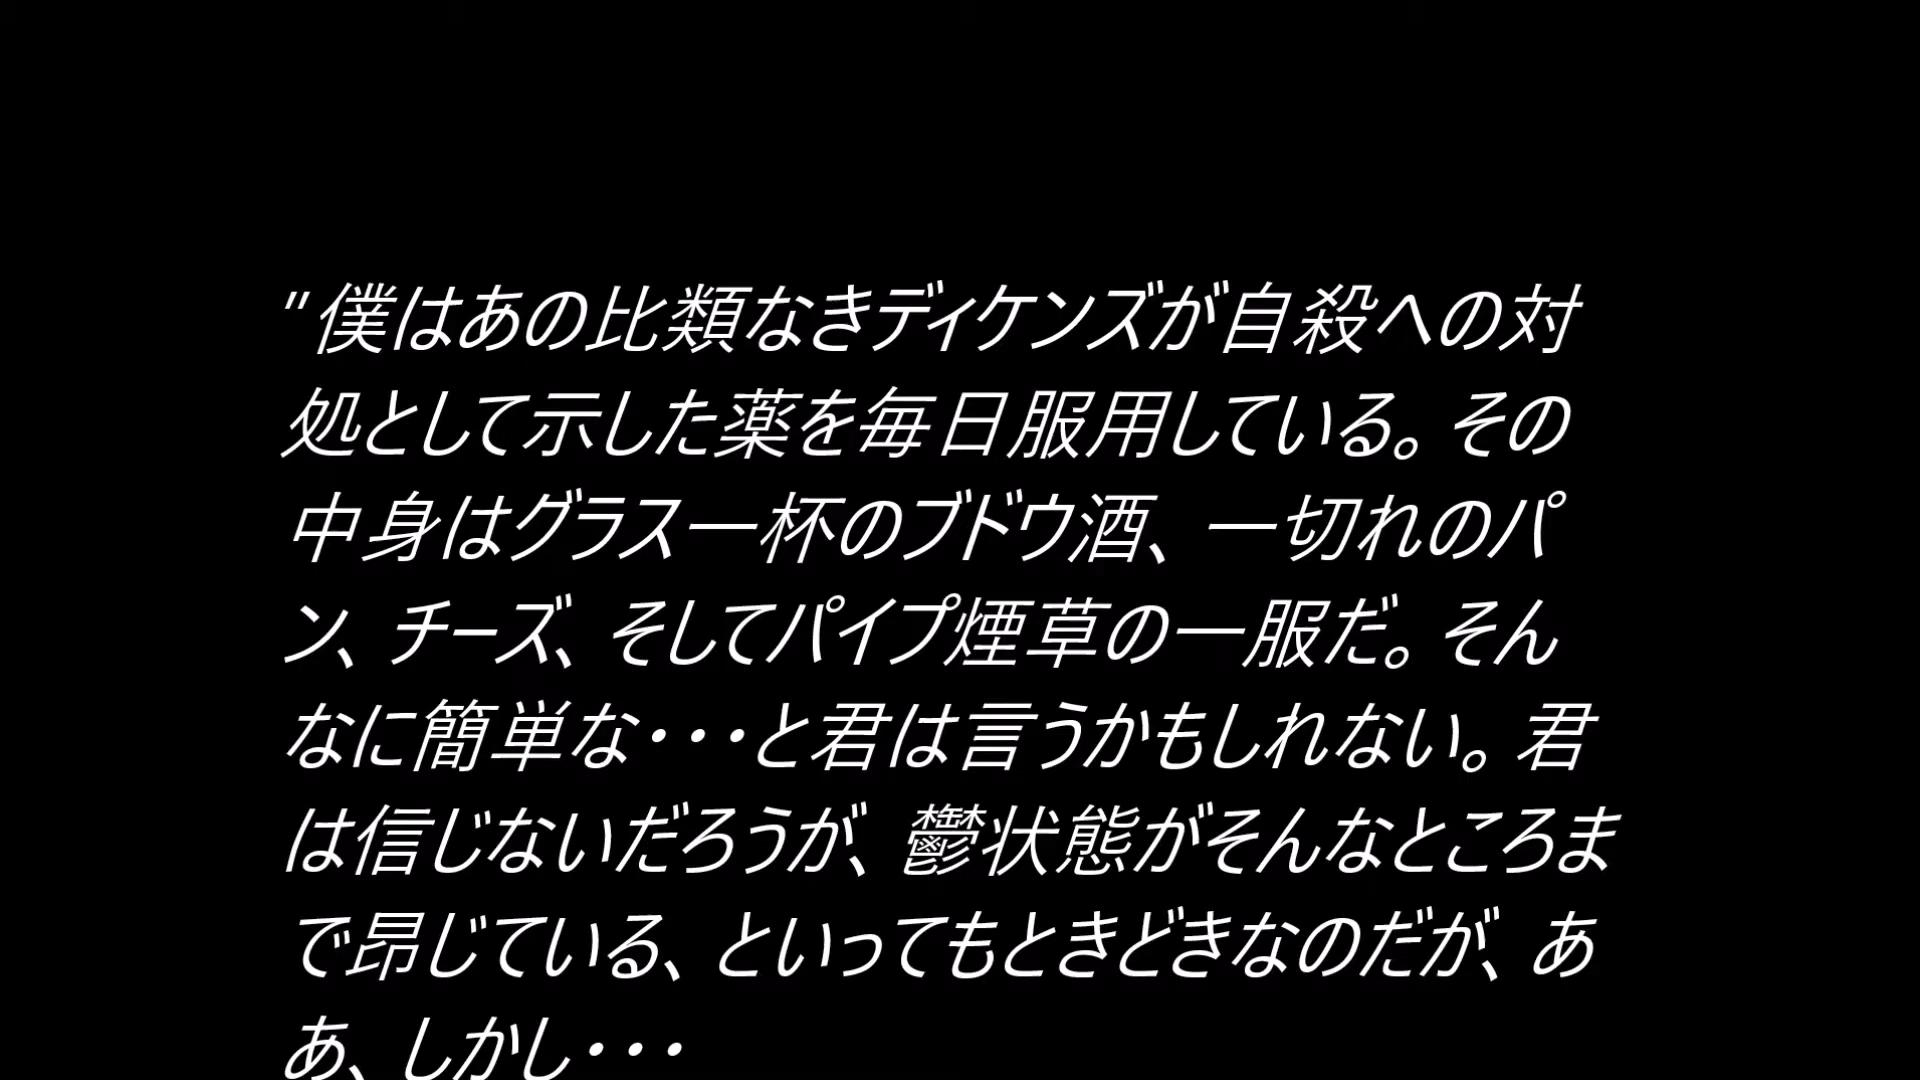 "僕はあの比類なきディケンズが自殺への対
処として示した薬を毎日服用している。その
中身はグラス一杯のブドウ酒、一切れのパ
ン、チーズ、そしてパイプ煙草の一服だ。そん
なに簡単な・・・と君は言うかもしれない。君
は信じないだろうが、鬱状態がそんなところま
で昂じている、といってもときどきなのだが、あ
あ、しかし・・・